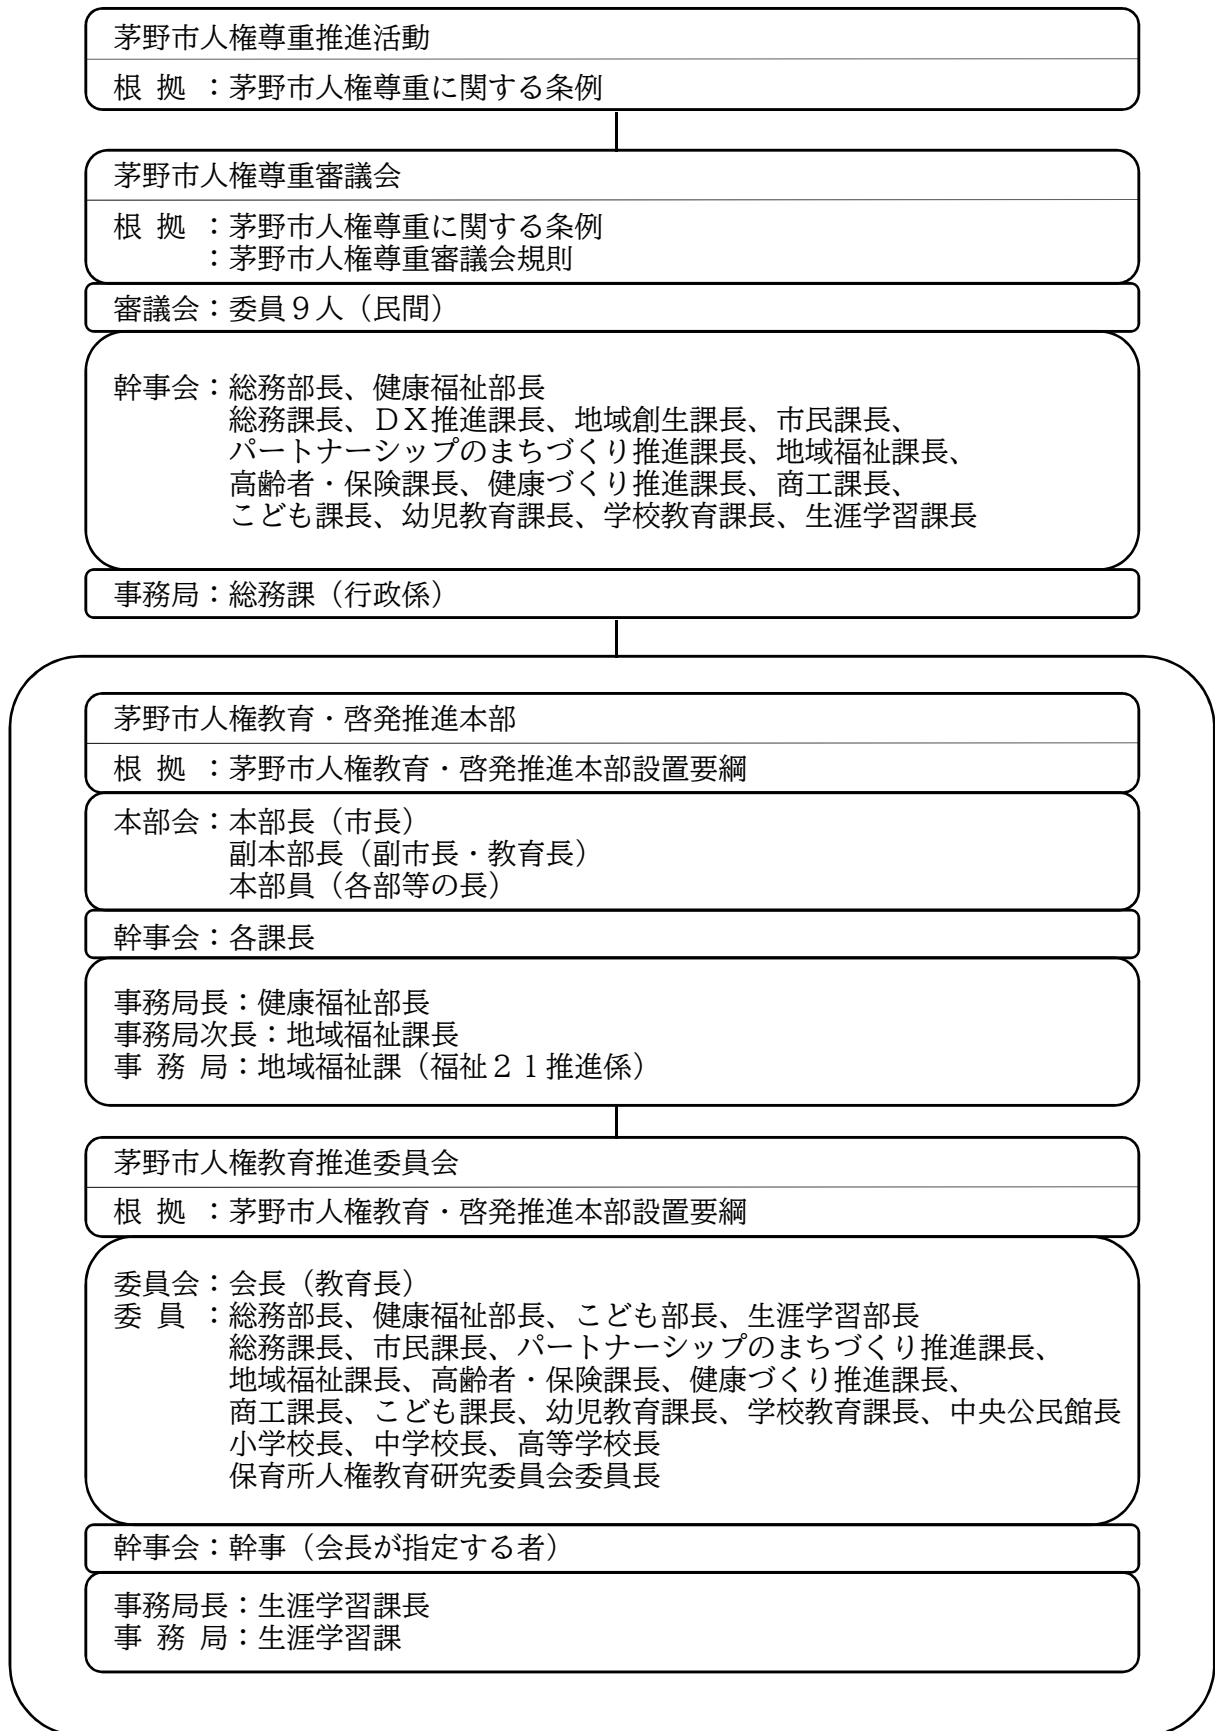 茅野市人権尊重推進活動
根 拠 ：茅野市人権尊重に関する条例
茅野市人権尊重審議会
根 拠 ：茅野市人権尊重に関する条例
：茅野市人権尊重審議会規則
審議会：委員９人（民間）
幹事会：総務部長、健康福祉部長
総務課長、ＤＸ推進課長、地域創生課長、市民課長、
パートナーシップのまちづくり推進課長、地域福祉課長、
高齢者・保険課長、健康づくり推進課長、商工課長、
こども課長、幼児教育課長、学校教育課長、生涯学習課長
事務局：総務課（行政係）
茅野市人権教育・啓発推進本部
根 拠 ：茅野市人権教育・啓発推進本部設置要綱
本部会：本部長（市長）
副本部長（副市長・教育長）
本部員（各部等の長）
幹事会：各課長
事務局長：健康福祉部長
事務局次長：地域福祉課長
事 務 局：地域福祉課（福祉２１推進係）
茅野市人権教育推進委員会
根 拠 ：茅野市人権教育・啓発推進本部設置要綱
委員会：会長（教育長）
委 員 ：総務部長、健康福祉部長、こども部長、生涯学習部長
総務課長、市民課長、パートナーシップのまちづくり推進課長、
地域福祉課長、高齢者・保険課長、健康づくり推進課長、
商工課長、こども課長、幼児教育課長、学校教育課長、中央公民館長
小学校長、中学校長、高等学校長
保育所人権教育研究委員会委員長
幹事会：幹事（会長が指定する者）
事務局長：生涯学習課長
事 務 局：生涯学習課